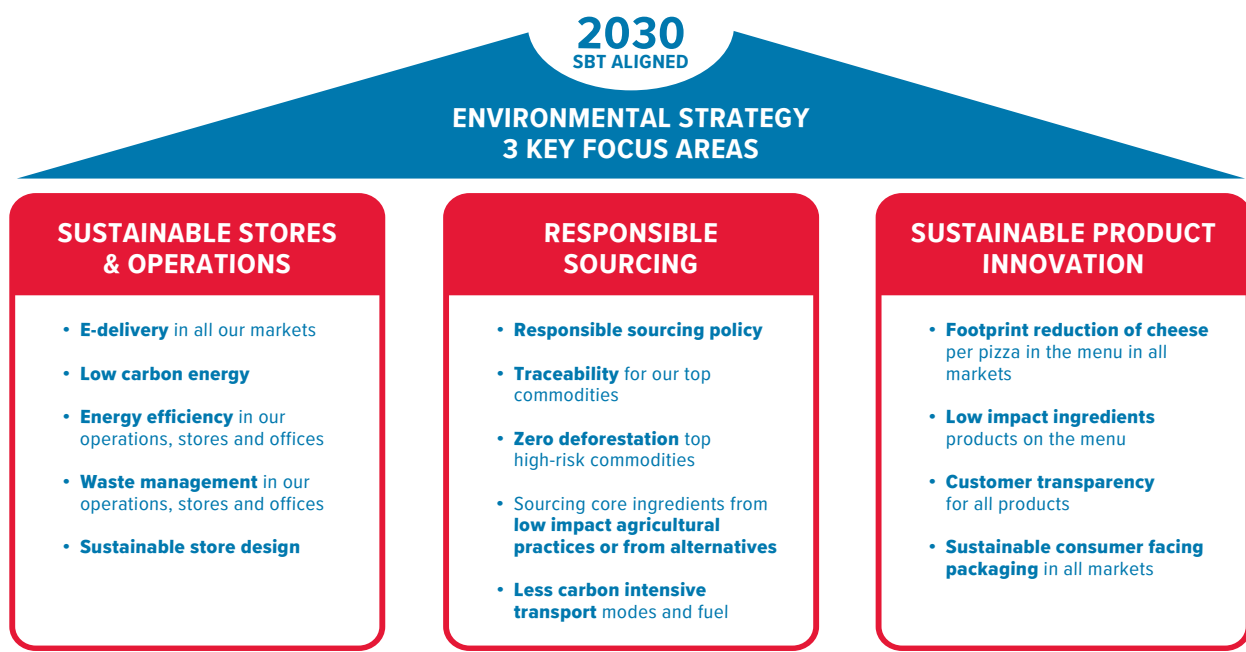 2030
SBT ALIGNED
ENVIRONMENTAL STRATEGY
3 KEY FOCUS AREAS
SUSTAINABLE STORES
& OPERATIONS
• E-delivery in all our markets
• Low carbon energy
• Energy efficiency in our
operations, stores and offices
• Waste management in our
operations, stores and offices
• Sustainable store design
RESPONSIBLE
SOURCING
• Responsible sourcing policy
• Traceability for our top
commodities
• Zero deforestation top
high-risk commodities
• Sourcing core ingredients from
low impact agricultural
practices or from alternatives
• Less carbon intensive
transport modes and fuel
SUSTAINABLE PRODUCT
INNOVATION
• Footprint reduction of cheese
per pizza in the menu in all
markets
• Low impact ingredients
products on the menu
• Customer transparency
for all products
• Sustainable consumer facing
packaging in all markets